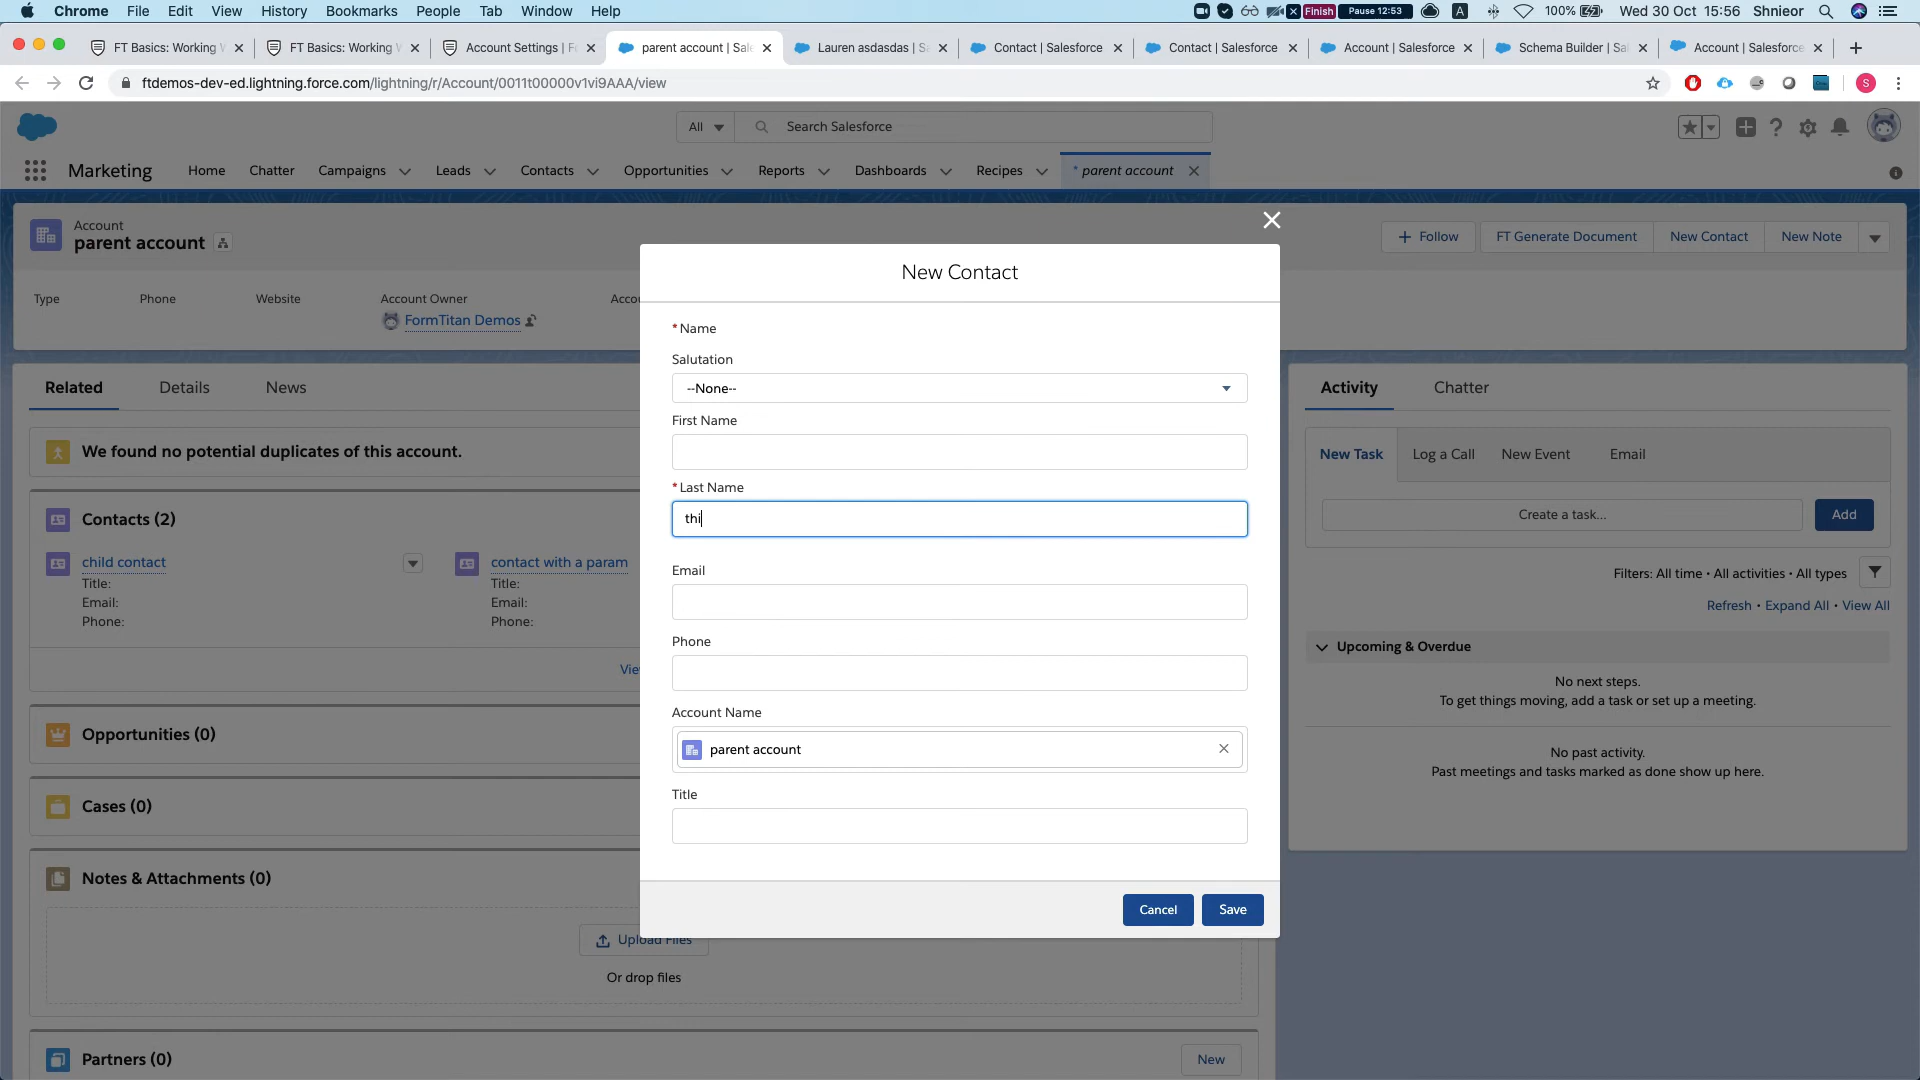 Chrome File Edit View History Bookmarks People Tab Window Help Finish Pause 12:53 A 100% Wed 30 Oct 15:56 Shnieor
FT Basics: Working FT Basics: Working Account Settings | parent account | Lauren asdasdas | Contact | Salesforce Contact | Salesforce Account | Salesforce Schema Builder | Account | Salesforce
ftdemos-dev-ed.lightning.force.com/lightning/r/Account/0011t00000v1vi9AAA/view S
All Search Salesforce
Marketing Home Chatter Campaigns Leads Contacts Opportunities Reports Dashboards Recipes * parent account
Account
parent account
+ Follow FT Generate Document New Contact New Note
Type Phone Website Account Owner
FormTitan Demos
Related Details News
We found no potential duplicates of this account.
Contacts (2)
child contact contact with a param
Title: Title:
Email: Email:
Phone: Phone:
Opportunities (0)
Cases (0)
Notes & Attachments (0)
Upload Files
Or drop files
Partners (0) New
New Contact
* Name
Salutation
--None--
First Name
* Last Name
thi
Email
Phone
Account Name
parent account
Title
Cancel Save
Activity Chatter
New Task Log a Call New Event Email
Create a task... Add
Filters: All time • All activities • All types
Refresh • Expand All • View All
Upcoming & Overdue
No next steps.
To get things moving, add a task or set up a meeting.
No past activity.
Past meetings and tasks marked as done show up here.